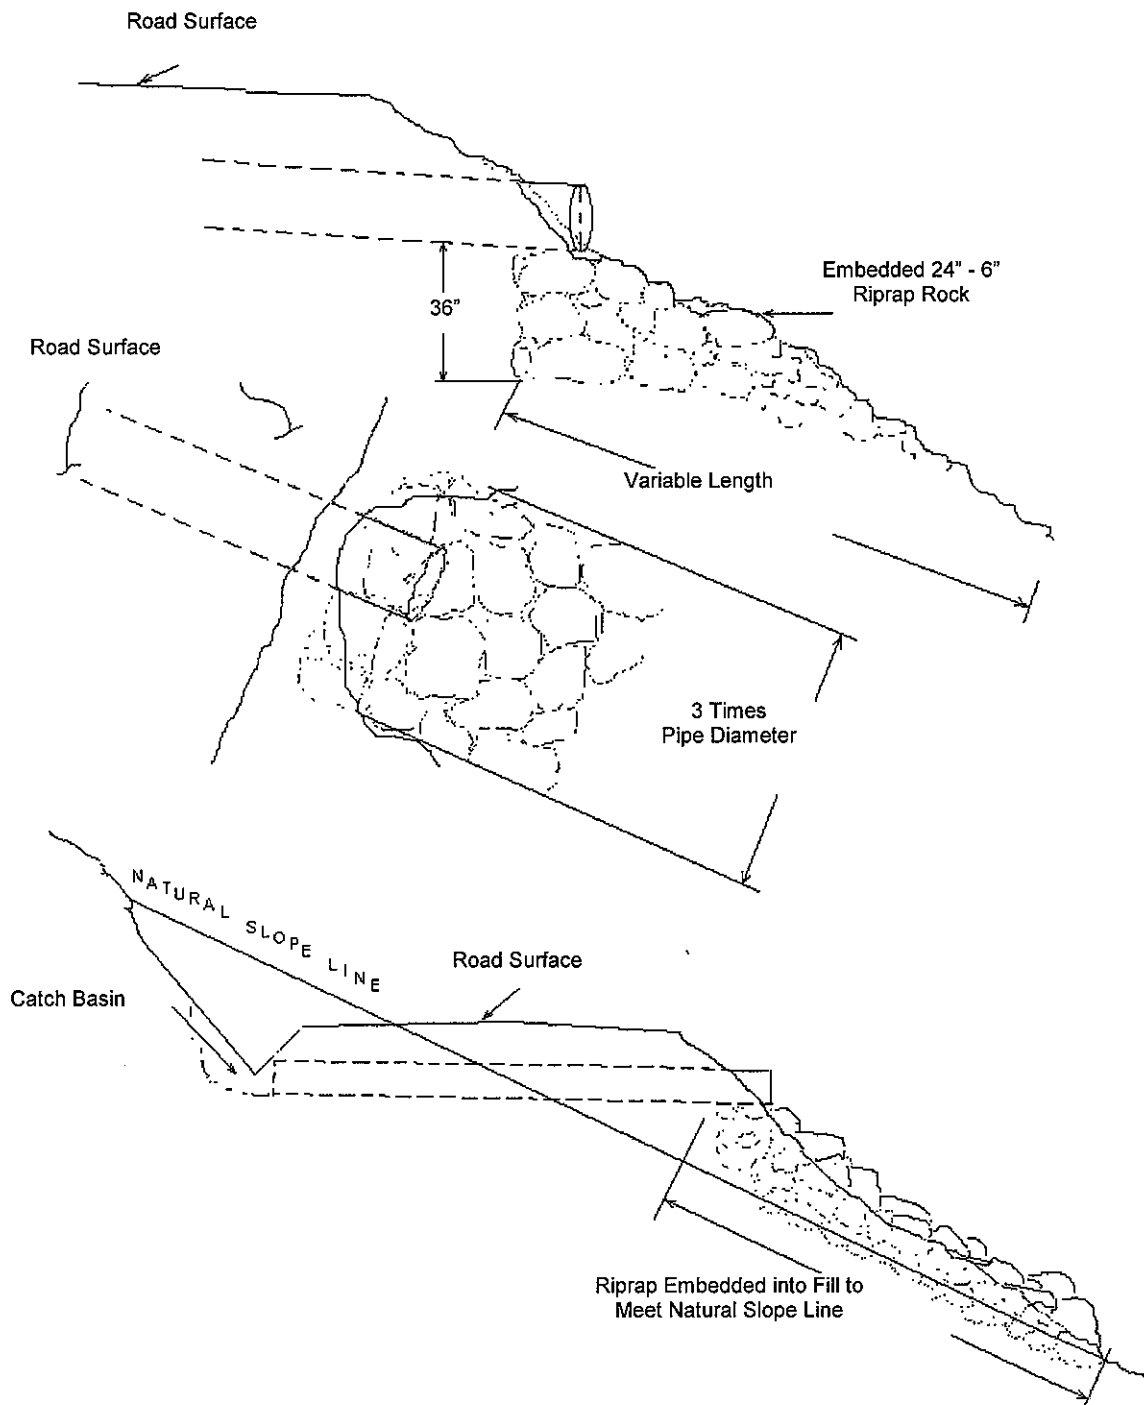 Road Surface
Embedded 24" - 6"
Riprap Rock
36"
Road Surface
Variable Length
3 Times
Pipe Diameter
NATURAL SLOPE LINE
Road Surface
Catch Basin
Riprap Embedded into Fill to
Meet Natural Slope Line